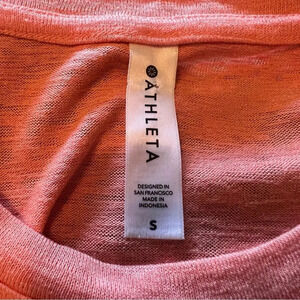 ATHLETA
DESIGNED IN
SAN FRANCISCO
MADE IN
INDONESIA
S